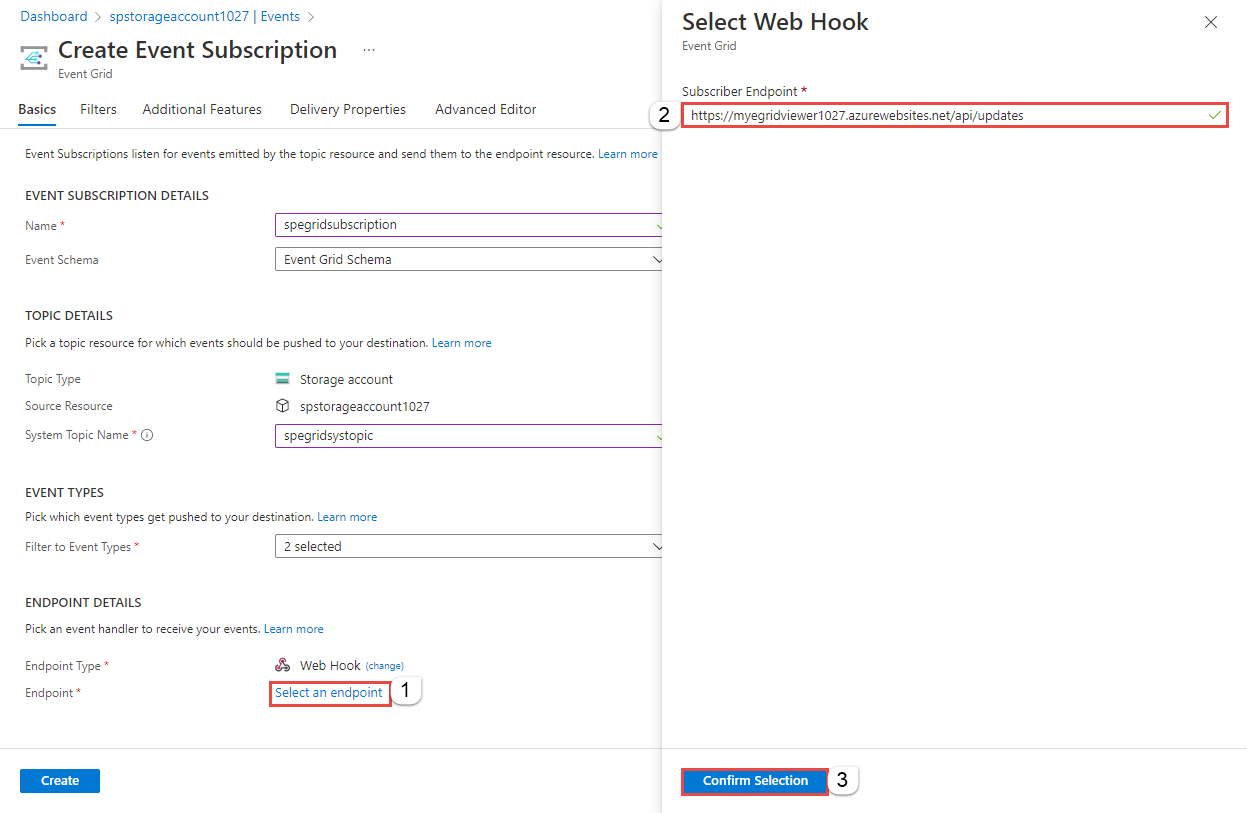 Dashboard > spstorageaccount1027 | Events >
Create Event Subscription ...
Event Grid
Basics Filters Additional Features Delivery Properties Advanced Editor
Event Subscriptions listen for events emitted by the topic resource and send them to the endpoint resource. Learn more
EVENT SUBSCRIPTION DETAILS
Name * spegridsubscription
Event Schema Event Grid Schema
TOPIC DETAILS
Pick a topic resource for which events should be pushed to your destination. Learn more
Topic Type Storage account
Source Resource spstorageaccount1027
System Topic Name * spegridsystopic
EVENT TYPES
Pick which event types get pushed to your destination. Learn more
Filter to Event Types * 2 selected
ENDPOINT DETAILS
Pick an event handler to receive your events. Learn more
Endpoint Type * Web Hook (change)
Endpoint * Select an endpoint 1
Create
Select Web Hook
Event Grid
Subscriber Endpoint *
2 https://myegridviewer1027.azurewebsites.net/api/updates
Confirm Selection 3